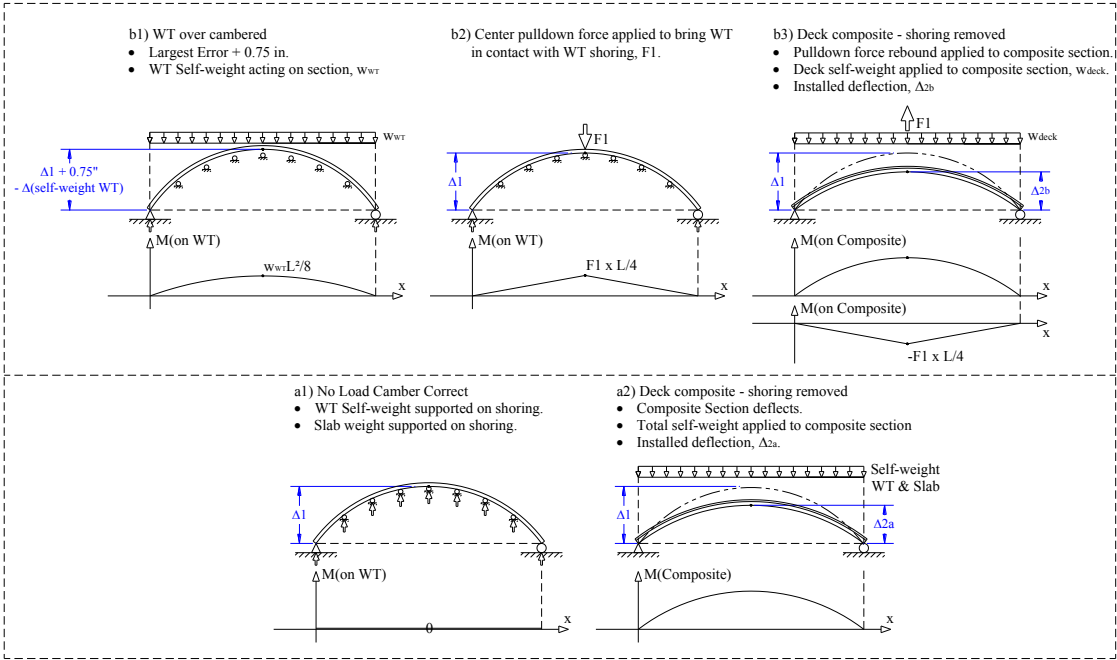 b1) WT over cambered
• Largest Error + 0.75 in.
• WT Self-weight acting on section, wWT
wWT
Δ1 + 0.75"
- Δ(self-weight WT)
M(on WT)
wWTL²/8
x
b2) Center pulldown force applied to bring WT
in contact with WT shoring, F1.
F1
Δ1
M(on WT)
F1 x L/4
x
b3) Deck composite - shoring removed
• Pulldown force rebound applied to composite section.
• Deck self-weight applied to composite section, wdeck.
• Installed deflection, Δ2b
F1
wdeck
Δ1
Δ2b
M(on Composite)
x
M(on Composite)
x
-F1 x L/4
a1) No Load Camber Correct
• WT Self-weight supported on shoring.
• Slab weight supported on shoring.
Δ1
M(on WT)
0
x
a2) Deck composite - shoring removed
• Composite Section deflects.
• Total self-weight applied to composite section
• Installed deflection, Δ2a.
Self-weight
WT & Slab
Δ1
Δ2a
M(Composite)
x